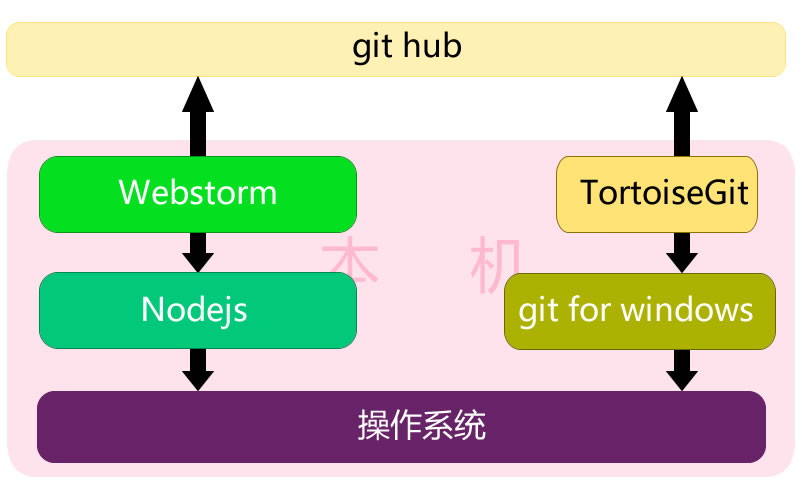 git hub
Webstorm
TortoiseGit
本 机
Nodejs
git for windows
操作系统